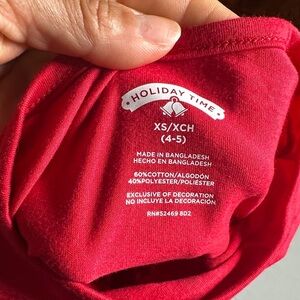 HOLIDAY TIME
XS/XCH
(4-5)
MADE IN BANGLADESH
HECHO EN BANGLADESH
60%COTTON/ALGODÓN
40%POLYESTER/POLIÉSTER
EXCLUSIVE OF DECORATION
NO INCLUYE LA DECORACIÓN
RN#52469 BD2